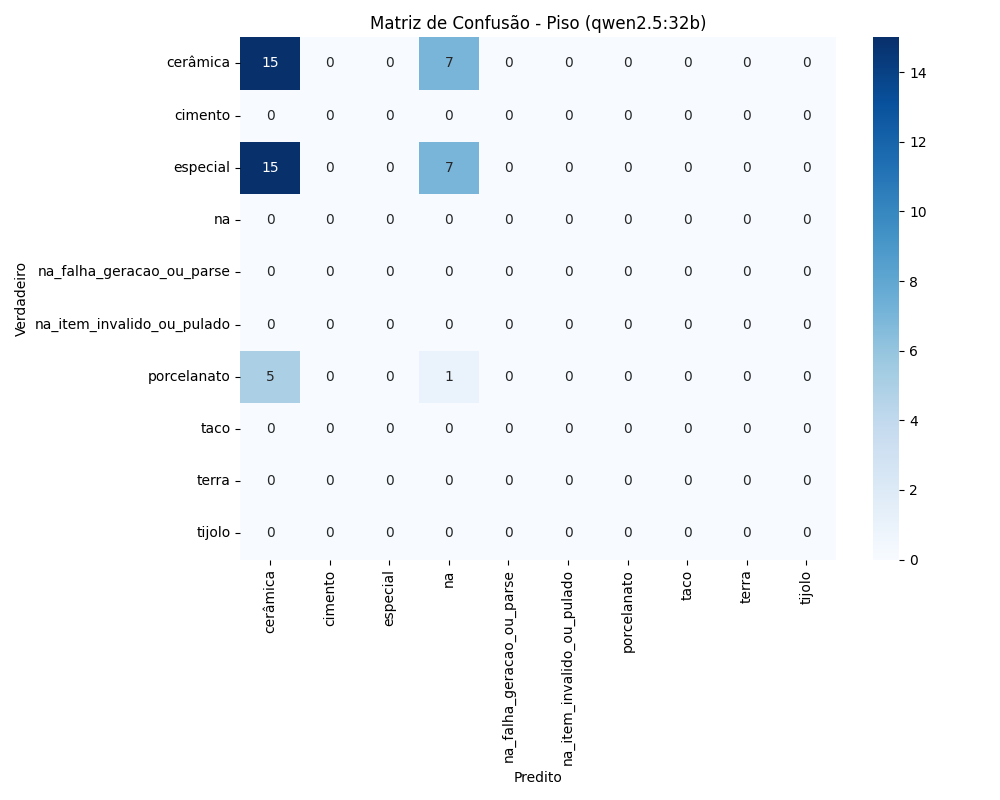 Matriz de Confusão - Piso (qwen2.5:32b)
cerâmica 15 0 0 7 0 0 0 0 0 0
cimento 0 0 0 0 0 0 0 0 0 0
especial 15 0 0 7 0 0 0 0 0 0
na 0 0 0 0 0 0 0 0 0 0
na_falha_geracao_ou_parse 0 0 0 0 0 0 0 0 0 0
na_item_invalido_ou_pulado 0 0 0 0 0 0 0 0 0 0
porcelanato 5 0 0 1 0 0 0 0 0 0
taco 0 0 0 0 0 0 0 0 0 0
terra 0 0 0 0 0 0 0 0 0 0
tijolo 0 0 0 0 0 0 0 0 0 0
Verdadeiro
cerâmica
cimento
especial
na
na_falha_geracao_ou_parse
na_item_invalido_ou_pulado
porcelanato
taco
terra
tijolo
Predito
14
12
10
8
6
4
2
0